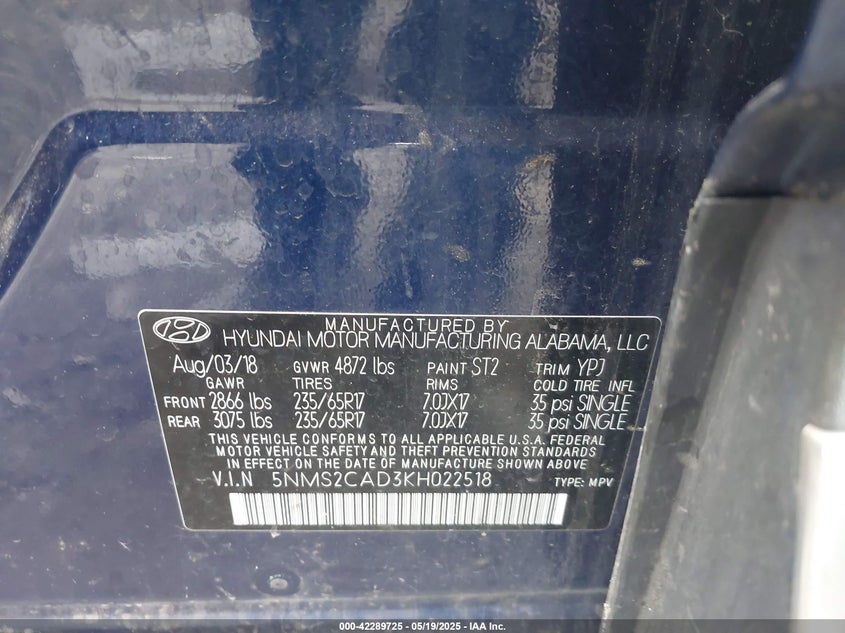 MANUFACTURED BY
HYUNDAI MOTOR MANUFACTURING ALABAMA, LLC
Aug/03/18 GVWR 4872 lbs PAINT ST2 TRIM YPJ
GAWR TIRES RIMS COLD TIRE INFL
FRONT 2866 lbs 235/65R17 7.0JX17 35 psi SINGLE
REAR 3075 lbs 235/65R17 7.0JX17 35 psi SINGLE
THIS VEHICLE CONFORMS TO ALL APPLICABLE U.S.A. FEDERAL
MOTOR VEHICLE SAFETY AND THEFT PREVENTION STANDARDS
IN EFFECT ON THE DATE OF MANUFACTURE SHOWN ABOVE
V.I.N 5NMS2CAD3KH022518 TYPE: MPV
000-42289725 - 05/19/2025 - IAA Inc.